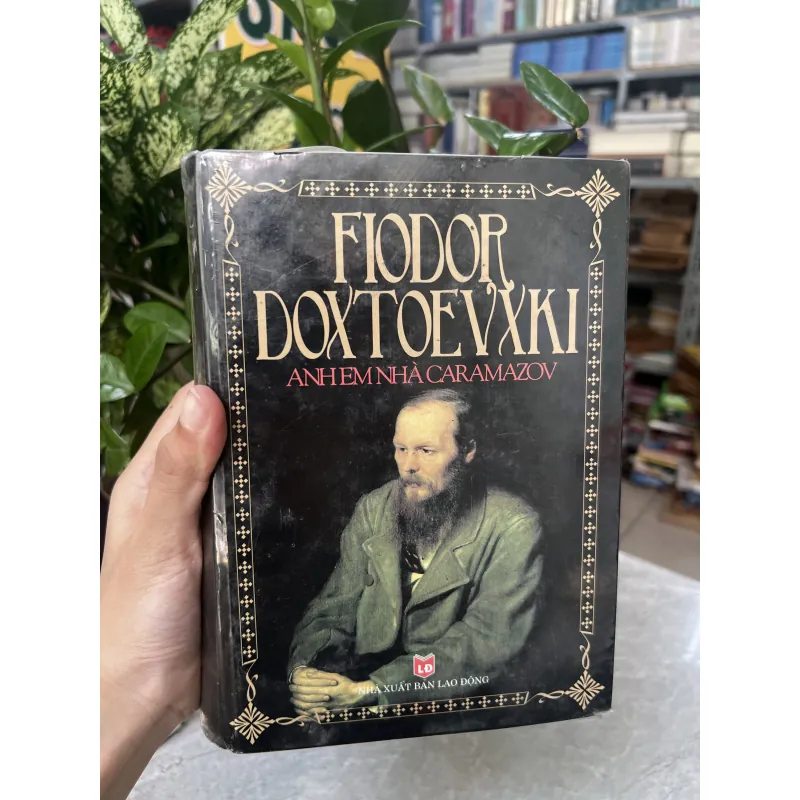 FIODOR
DOXTOEVXKI
ANH EM NHÀ CARAMAZOV
LĐ
NHÀ XUẤT BẢN LAO ĐỘNG